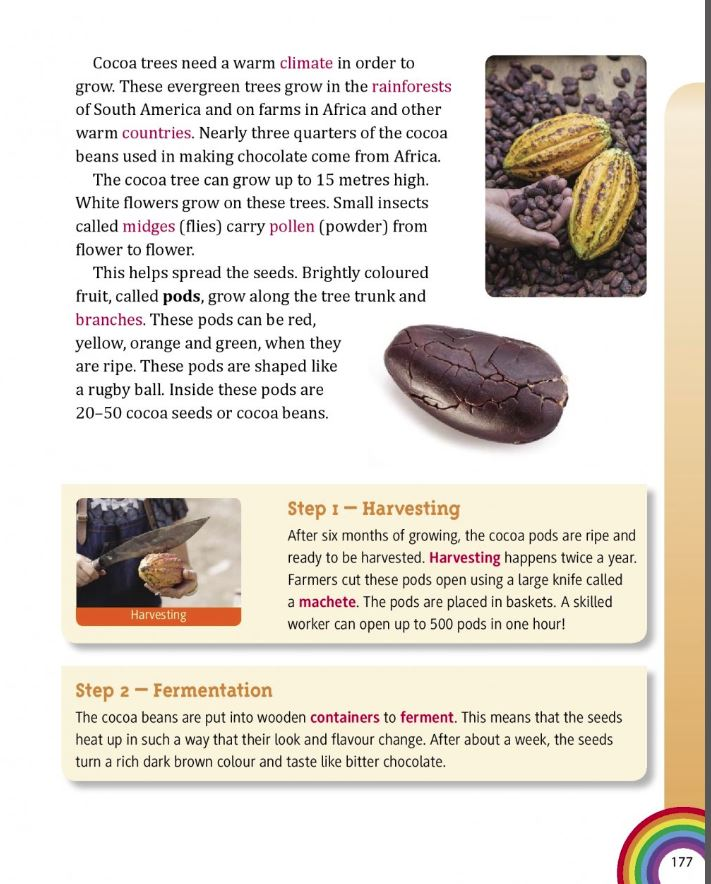 Cocoa trees need a warm climate in order to
grow. These evergreen trees grow in the rainforests
of South America and on farms in Africa and other
warm countries. Nearly three quarters of the cocoa
beans used in making chocolate come from Africa.
The cocoa tree can grow up to 15 metres high.
White flowers grow on these trees. Small insects
called midges (flies) carry pollen (powder) from
flower to flower.
This helps spread the seeds. Brightly coloured
fruit, called pods, grow along the tree trunk and
branches. These pods can be red,
yellow, orange and green, when they
are ripe. These pods are shaped like
a rugby ball. Inside these pods are
20–50 cocoa seeds or cocoa beans.
Harvesting
Step 1 – Harvesting
After six months of growing, the cocoa pods are ripe and
ready to be harvested. Harvesting happens twice a year.
Farmers cut these pods open using a large knife called
a machete. The pods are placed in baskets. A skilled
worker can open up to 500 pods in one hour!
Step 2 – Fermentation
The cocoa beans are put into wooden containers to ferment. This means that the seeds
heat up in such a way that their look and flavour change. After about a week, the seeds
turn a rich dark brown colour and taste like bitter chocolate.
177